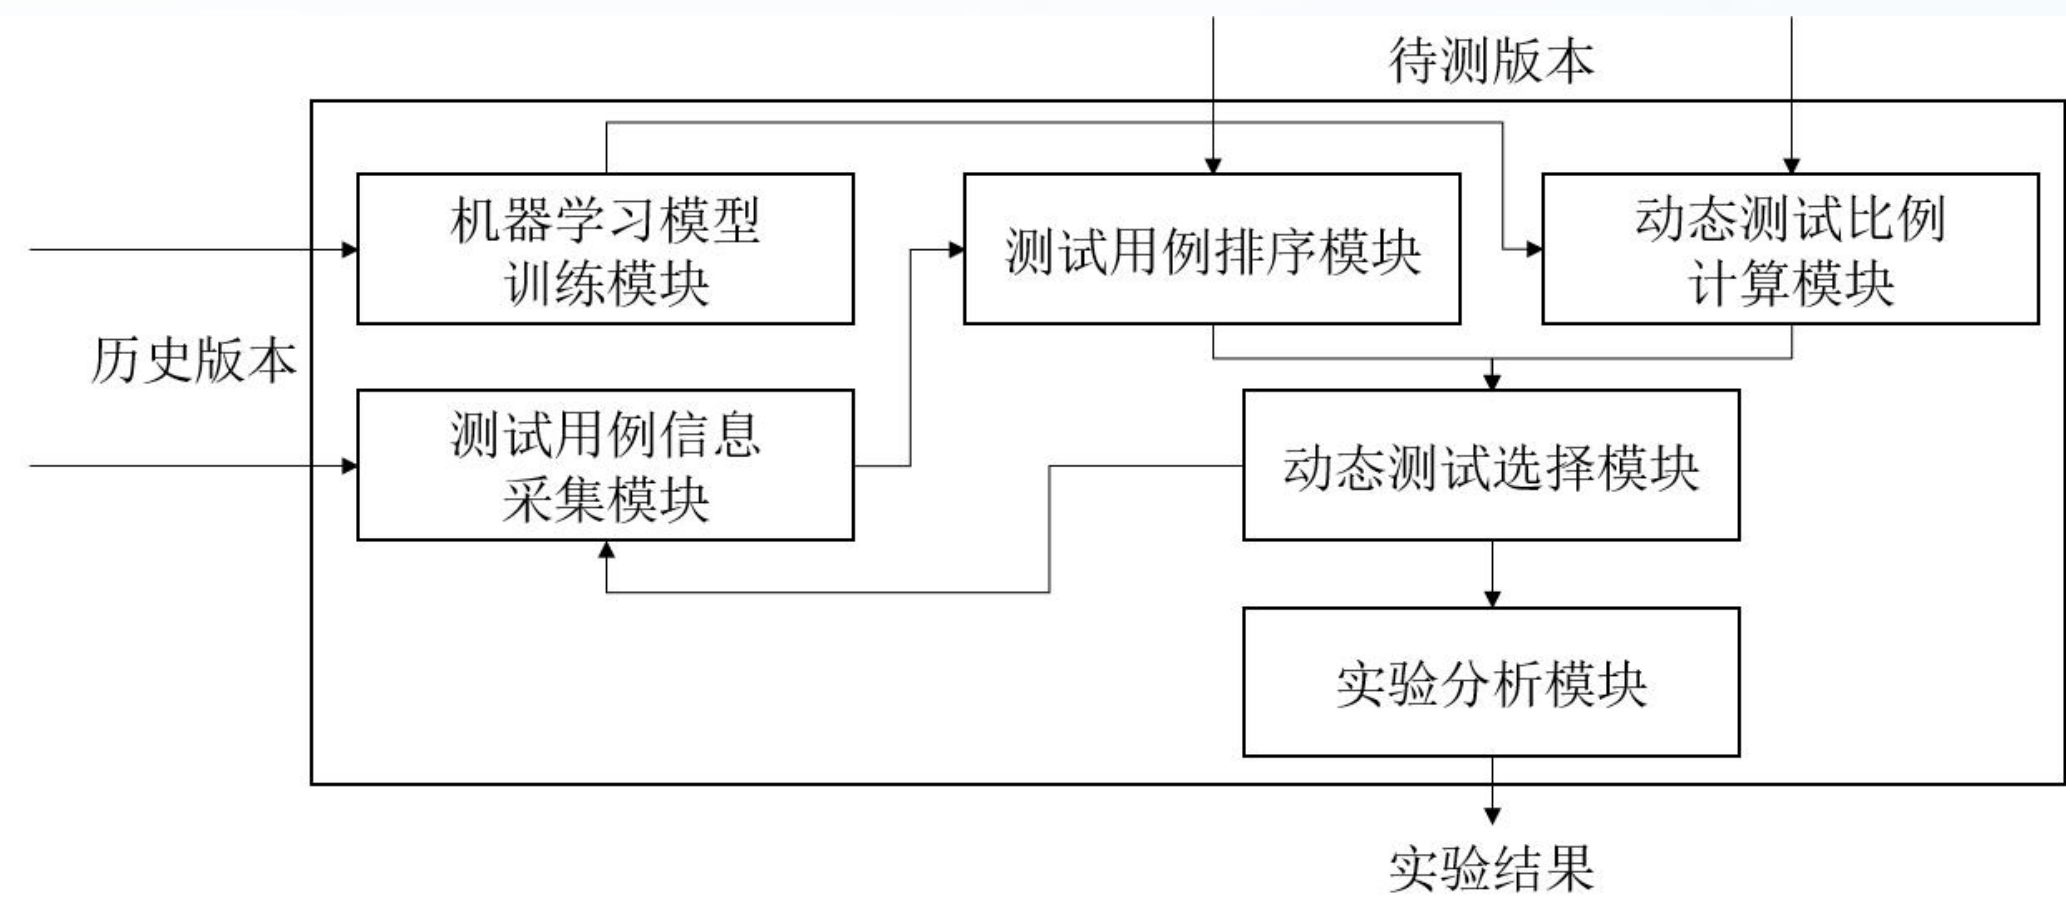 待测版本
机器学习模型
训练模块
测试用例排序模块
动态测试比例
计算模块
历史版本
测试用例信息
采集模块
动态测试选择模块
实验分析模块
实验结果